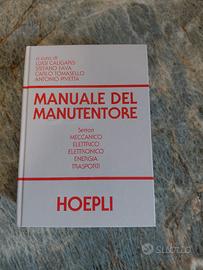 a cura di
LUIGI CALIGARIS
STEFANO FAVA
CARLO TOMASELLO
ANTONIO PIVETTA
MANUALE DEL
MANUTENTORE
Settori
MECCANICO
ELETTRICO
ELETTRONICO
ENERGIA
TRASPORTI
HOEPLI
subito